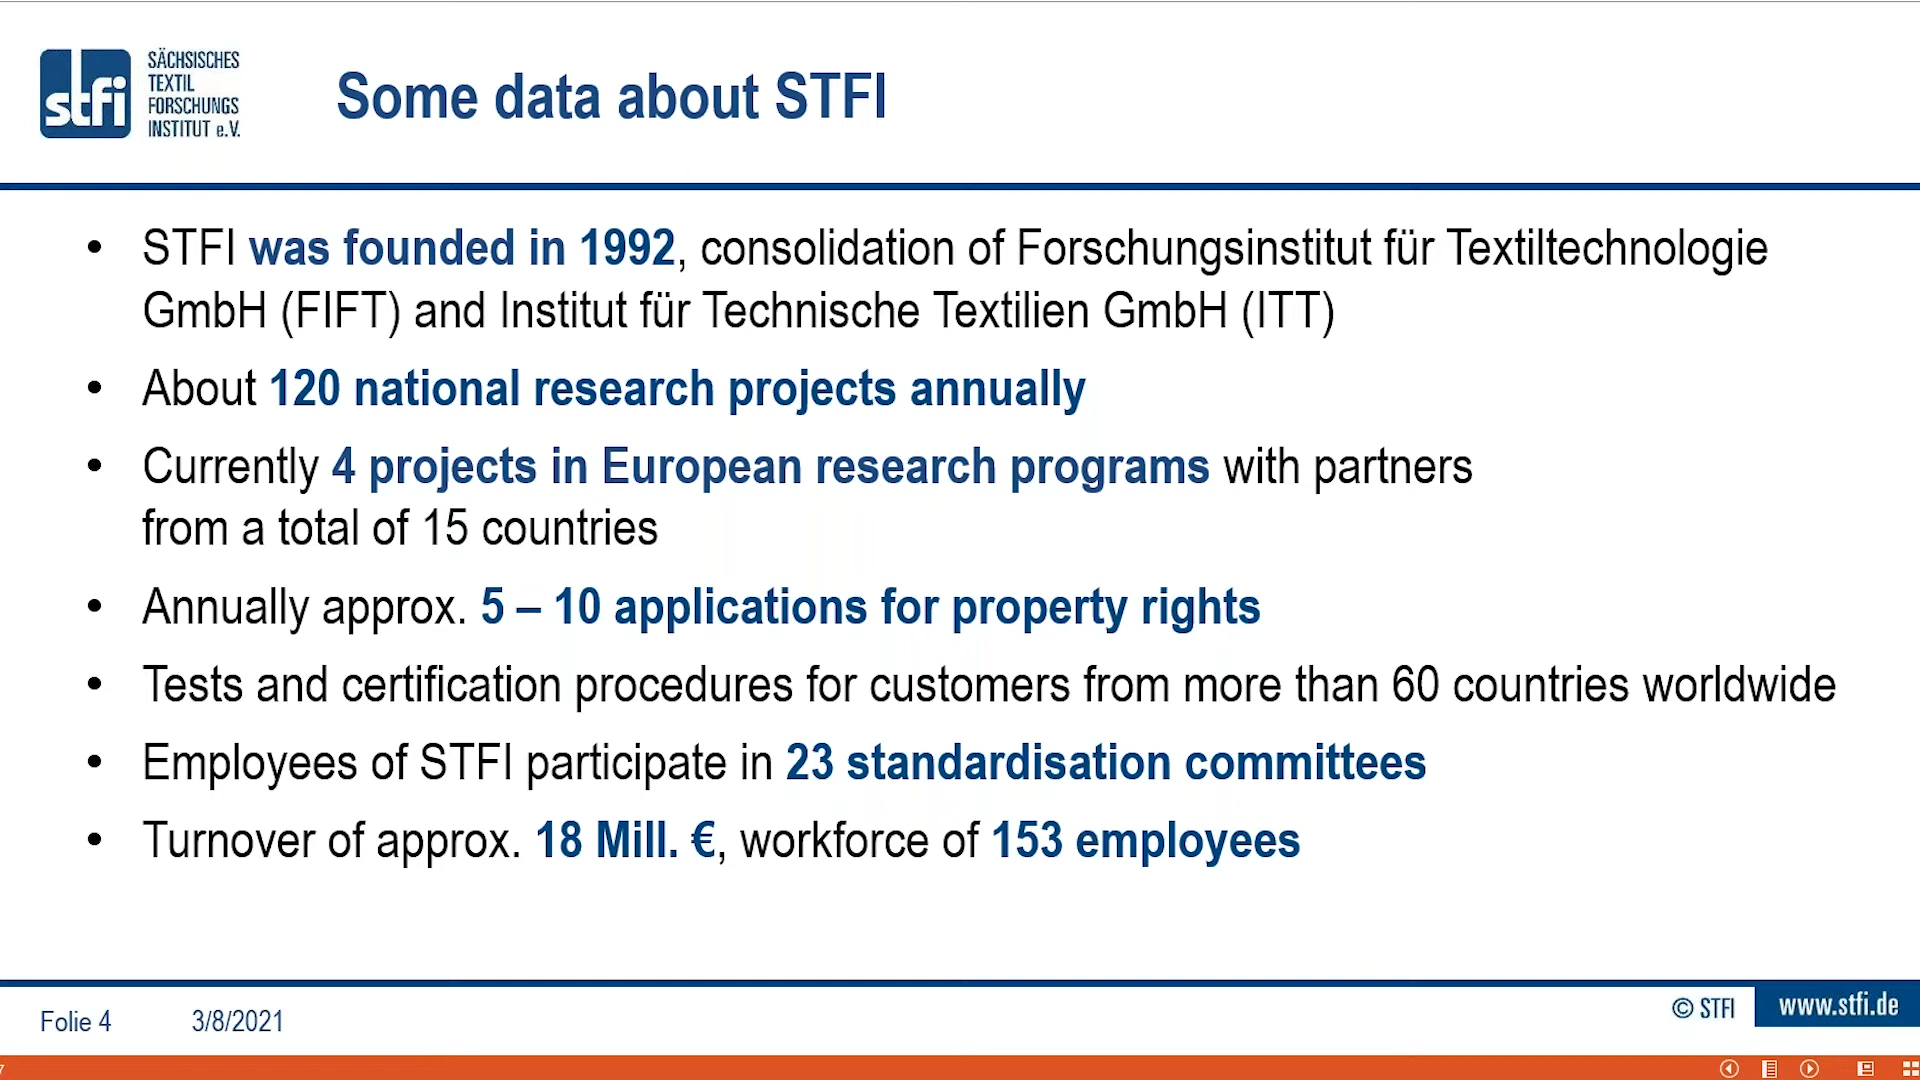 stfi
SÄCHSISCHES
TEXTIL
FORSCHUNGS
INSTITUT e.V.
Some data about STFI
• STFI was founded in 1992, consolidation of Forschungsinstitut für Textiltechnologie
GmbH (FIFT) and Institut für Technische Textilien GmbH (ITT)
• About 120 national research projects annually
• Currently 4 projects in European research programs with partners
from a total of 15 countries
• Annually approx. 5 – 10 applications for property rights
• Tests and certification procedures for customers from more than 60 countries worldwide
• Employees of STFI participate in 23 standardisation committees
• Turnover of approx. 18 Mill. €, workforce of 153 employees
Folie 4 3/8/2021
© STFI www.stfi.de